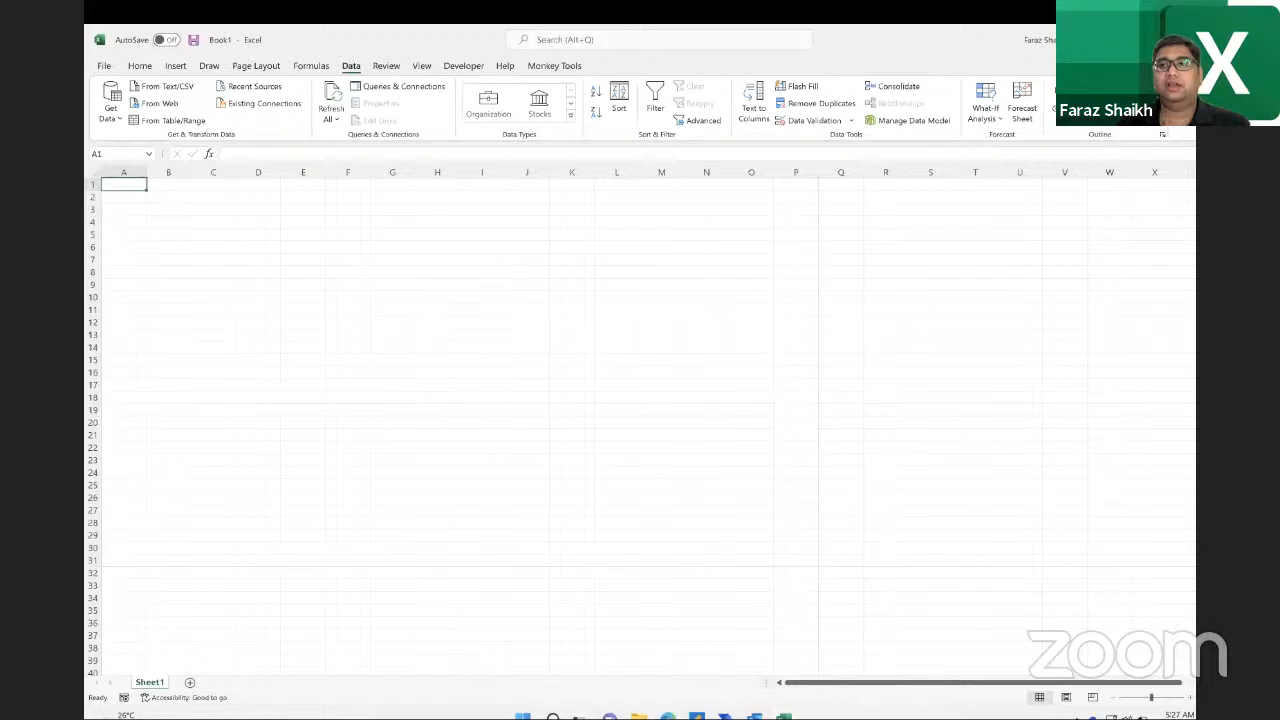 AutoSave Off Book1 - Excel Search (Alt+Q) Faraz Sha
X
Faraz Shaikh
File Home Insert Draw Page Layout Formulas Data Review View Developer Help Monkey Tools
Get Data
From Text/CSV
From Web
From Table/Range
Recent Sources
Existing Connections
Get & Transform Data
Refresh All
Queries & Connections
Properties
Edit Links
Queries & Connections
Organization Stocks
Data Types
Sort
Filter
Clear
Reapply
Advanced
Sort & Filter
Text to Columns
Flash Fill
Remove Duplicates
Data Validation
Consolidate
Relationships
Manage Data Model
Data Tools
What-If Analysis
Forecast Sheet
Forecast
Outline
A1 fx
A B C D E F G H I J K L M N O P Q R S T U V W X
1
2
3
4
5
6
7
8
9
10
11
12
13
14
15
16
17
18
19
20
21
22
23
24
25
26
27
28
29
30
31
32
33
34
35
36
37
38
39
40
zoom
Sheet1
Ready Accessibility: Good to go
26°C 5:27 AM